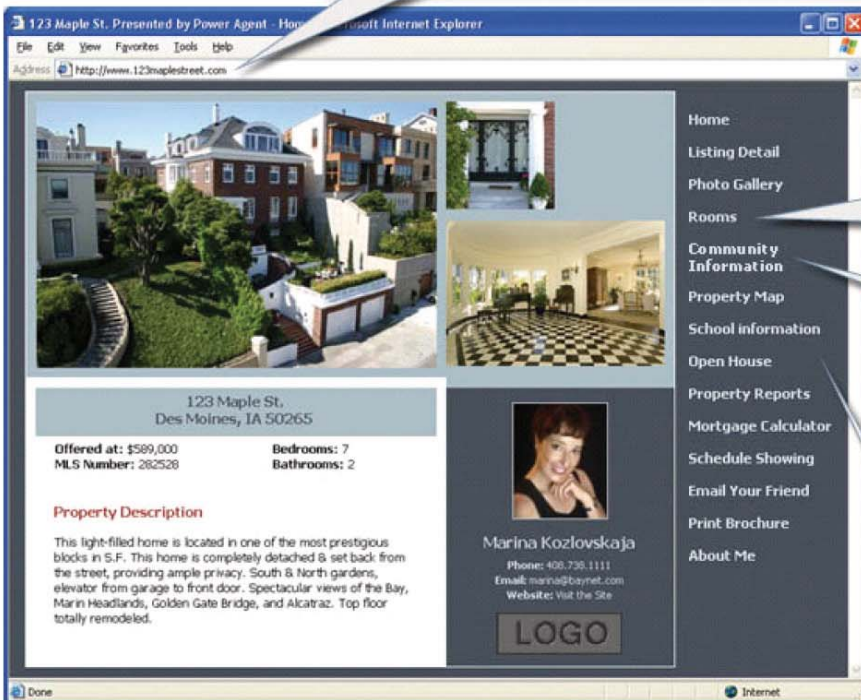 123 Maple St. Presented by Power Agent - Ho rosoft Internet Explorer
File Edit View Favorites Tools Help
Address http://www.123maplestreet.com
Home
Listing Detail
Photo Gallery
Rooms
Community
Information
Property Map
School information
Open House
Property Reports
Mortgage Calculator
Schedule Showing
Email Your Friend
Print Brochure
About Me
123 Maple St.
Des Moines, IA 50265
Offered at: $589,000 Bedrooms: 7
MLS Number: 282528 Bathrooms: 2
Property Description
This light-filled home is located in one of the most prestigious
blocks in S.F. This home is completely detached & set back from
the street, providing ample privacy. South & North gardens,
elevator from garage to front door. Spectacular views of the Bay,
Marin Headlands, Golden Gate Bridge, and Alcatraz. Top floor
totally remodeled.
Marina Kozlovskaja
Phone: 408.738.1111
Email: marina@baynet.com
Website: Visit the Site
LOGO
Done Internet